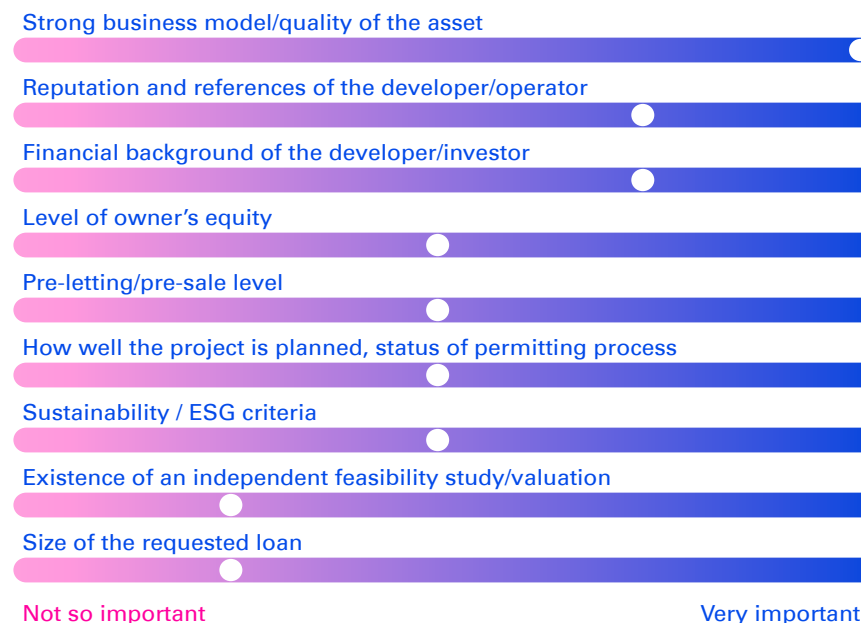 Strong business model/quality of the asset
Reputation and references of the developer/operator
Financial background of the developer/investor
Level of owner’s equity
Pre-letting/pre-sale level
How well the project is planned, status of permitting process
Sustainability / ESG criteria
Existence of an independent feasibility study/valuation
Size of the requested loan
Not so important
Very important